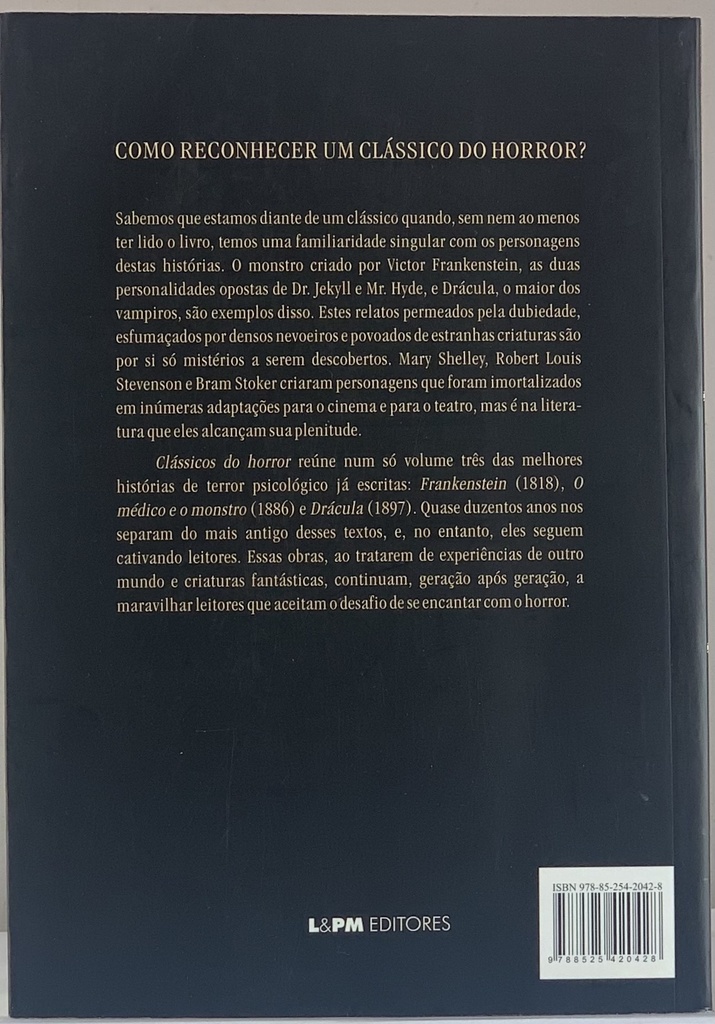 COMO RECONHECER UM CLÁSSICO DO HORROR?
Sabemos que estamos diante de um clássico quando, sem nem ao menos
ter lido o livro, temos uma familiaridade singular com os personagens
destas histórias. O monstro criado por Victor Frankenstein, as duas
personalidades opostas de Dr. Jekyll e Mr. Hyde, e Drácula, o maior dos
vampiros, são exemplos disso. Estes relatos permeados pela dubiedade,
esfumaçados por densos nevoeiros e povoados de estranhas criaturas são
por si só mistérios a serem descobertos. Mary Shelley, Robert Louis
Stevenson e Bram Stoker criaram personagens que foram imortalizados
em inúmeras adaptações para o cinema e para o teatro, mas é na litera-
tura que eles alcançam sua plenitude.
Clássicos do horror reúne num só volume três das melhores
histórias de terror psicológico já escritas: Frankenstein (1818), O
médico e o monstro (1886) e Drácula (1897). Quase duzentos anos nos
separam do mais antigo desses textos, e, no entanto, eles seguem
cativando leitores. Essas obras, ao tratarem de experiências de outro
mundo e criaturas fantásticas, continuam, geração após geração, a
maravilhar leitores que aceitam o desafio de se encantar com o horror.
ISBN 978-85-254-2042-8
9 788525 420428
L&PM EDITORES